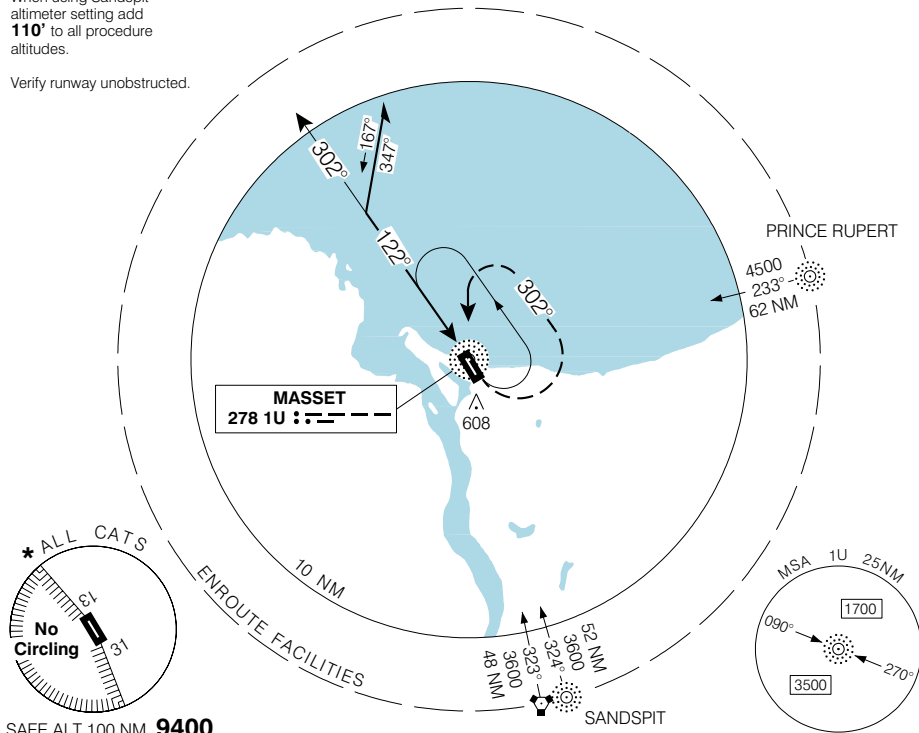 When using Sandspit
altimeter setting add
110' to all procedure
altitudes.
Verify runway unobstructed.
302°
167°
347°
122°
302°
PRINCE RUPERT
4500
233°
62 NM
MASSET
278 1U
608
10 NM
ENROUTE FACILITIES
* ALL CATS
13
31
No
Circling
SAFE ALT 100 NM 9400
48 NM
3600
323°
324°
3600
52 NM
SANDSPIT
MSA 1U 25NM
1700
090°
270°
3500